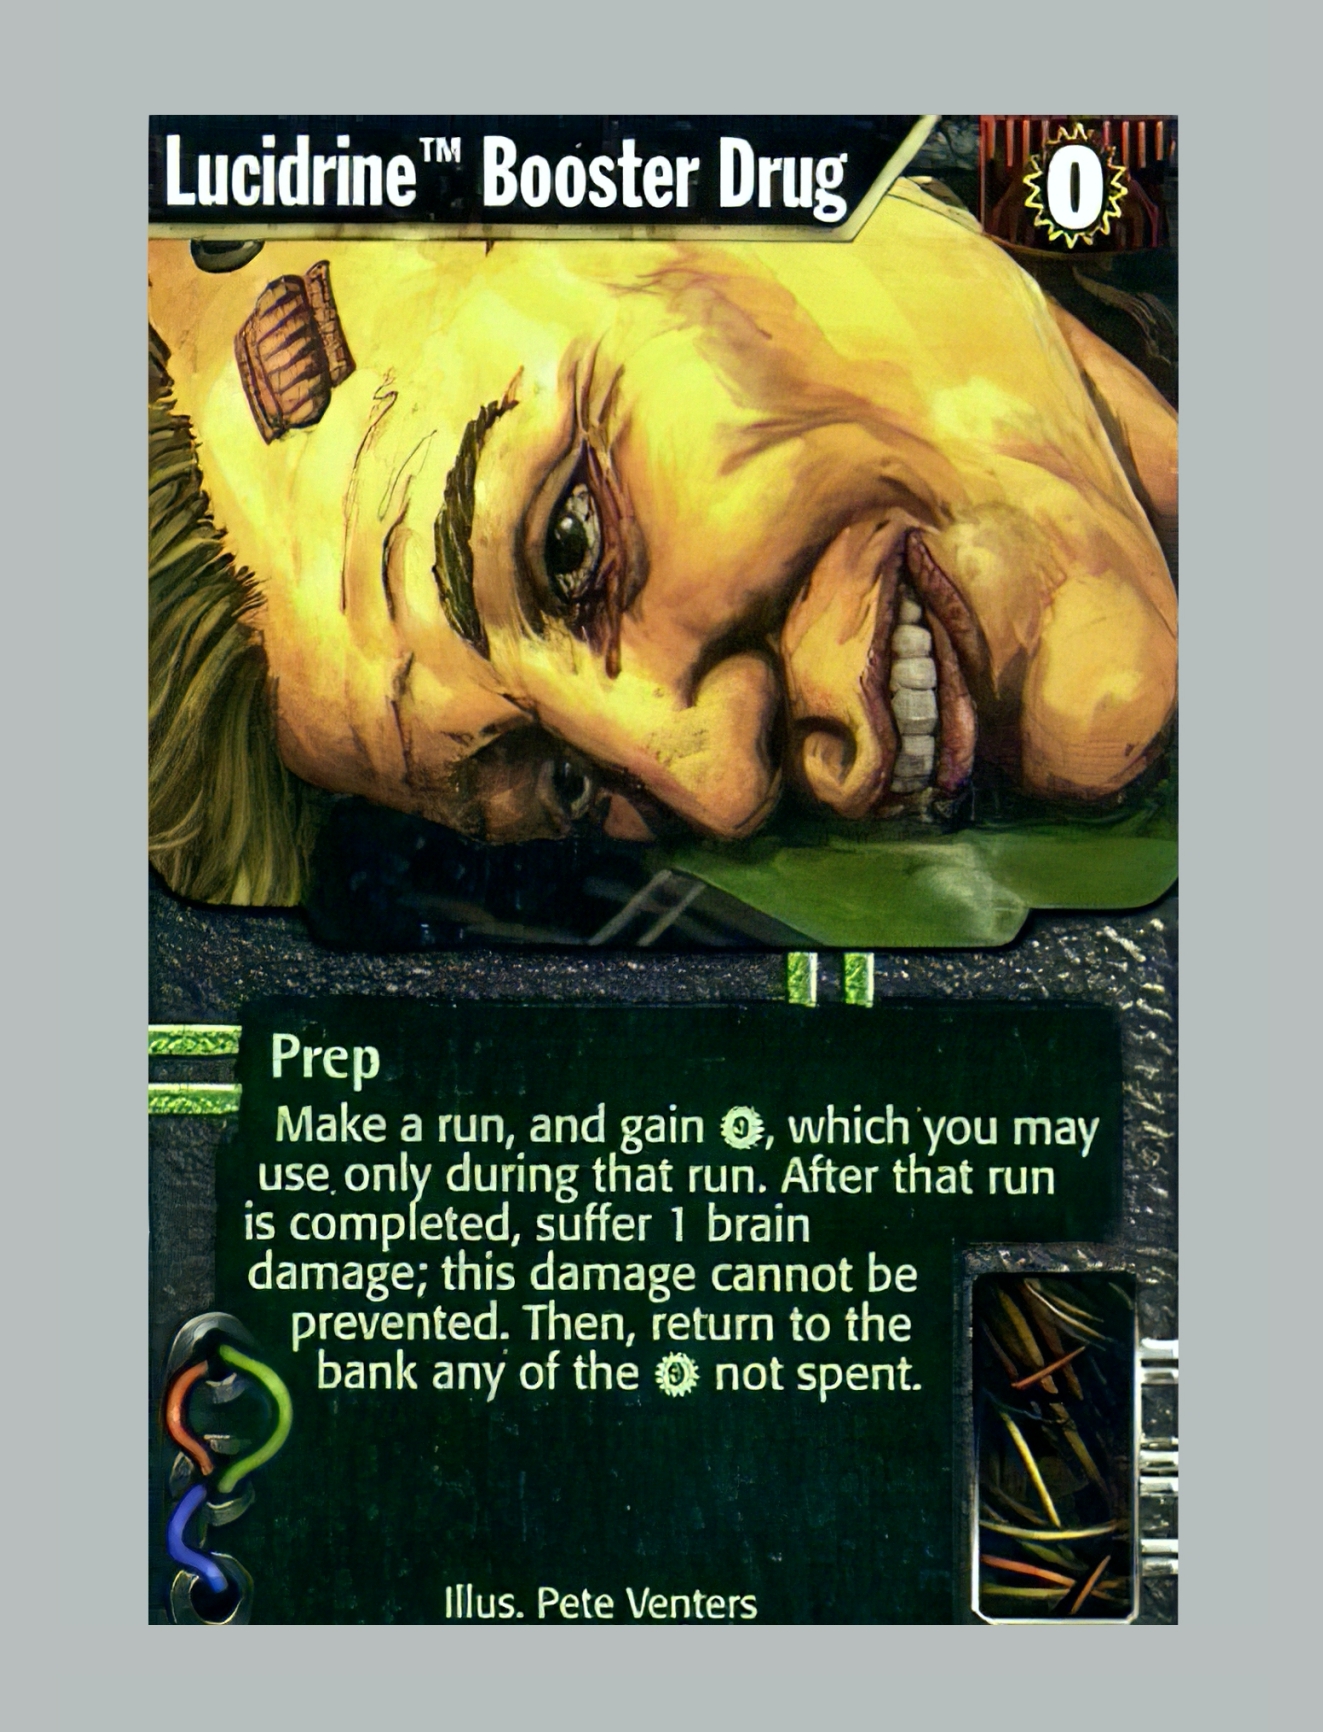 Lucidrine™ Booster Drug
0
Prep
Make a run, and gain 9, which you may
use only during that run. After that run
is completed, suffer 1 brain
damage; this damage cannot be
prevented. Then, return to the
bank any of the 9 not spent.
Illus. Pete Venters